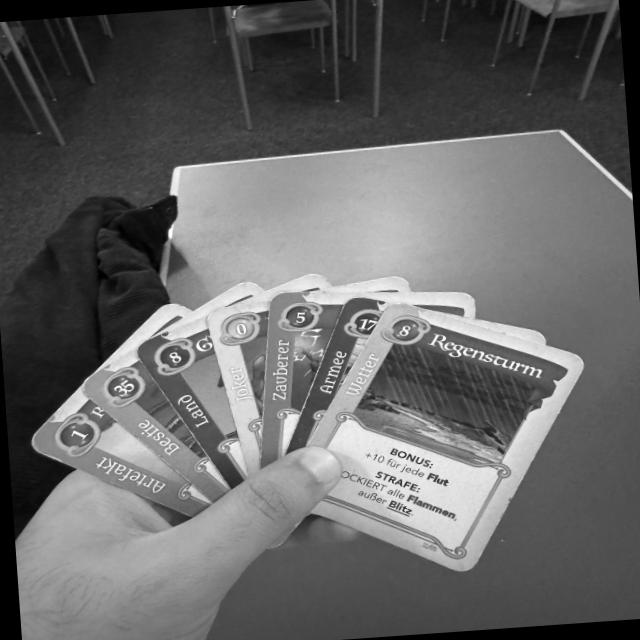 1
Artefakt
35
Bestie
8
G
Land
0
Joker
5
Zauberer
17
Armee
8
Regensturm
Wetter
BONUS:
+10 für jede Flut
STRAFE:
OCKIERT alle Flammen,
außer Blitz.